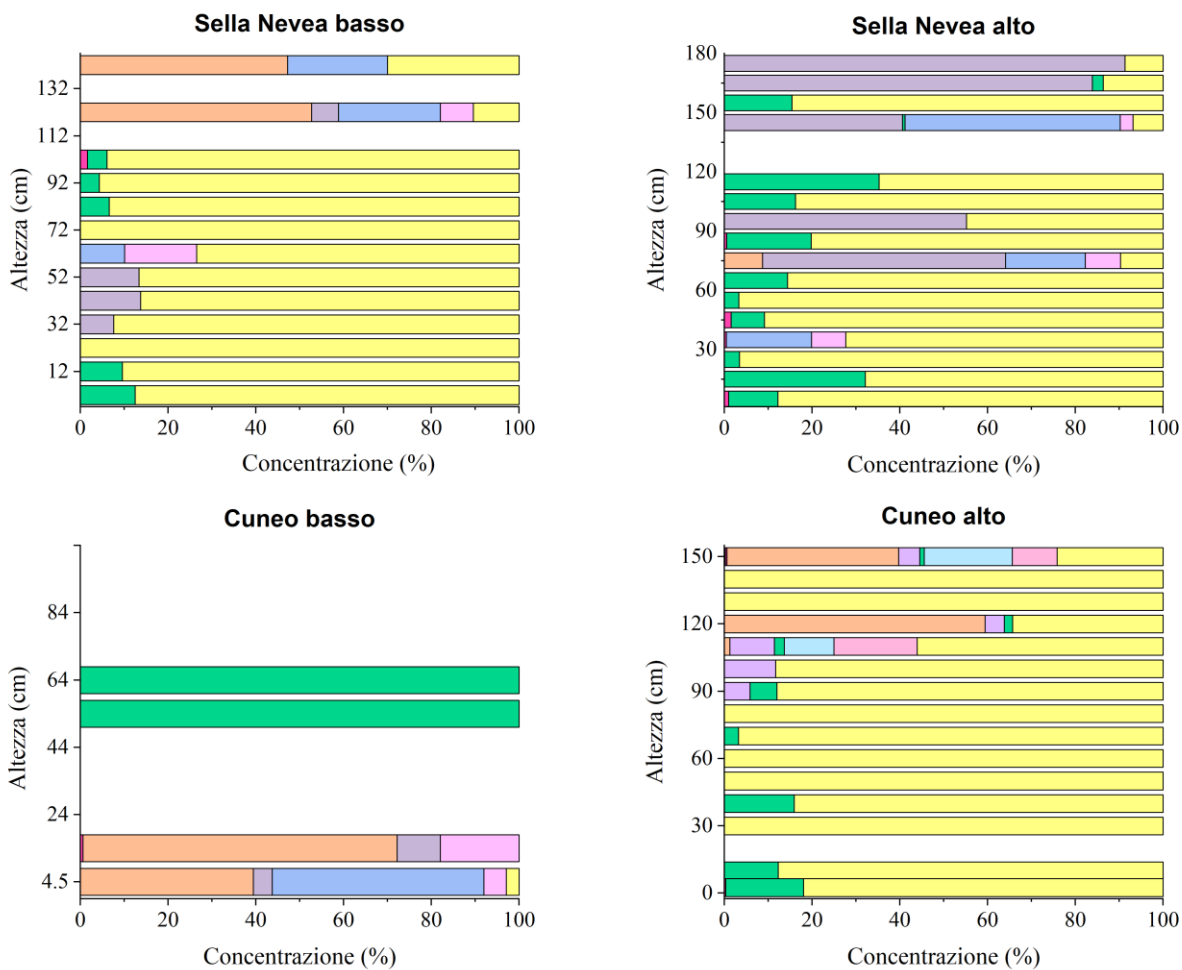 Sella Nevea basso
Altezza (cm)
132
112
92
72
52
32
12
0 20 40 60 80 100
Concentrazione (%)
Sella Nevea alto
Altezza (cm)
180
150
120
90
60
30
0 20 40 60 80 100
Concentrazione (%)
Cuneo basso
Altezza (cm)
84
64
44
24
4.5
0 20 40 60 80 100
Concentrazione (%)
Cuneo alto
Altezza (cm)
150
120
90
60
30
0
0 20 40 60 80 100
Concentrazione (%)